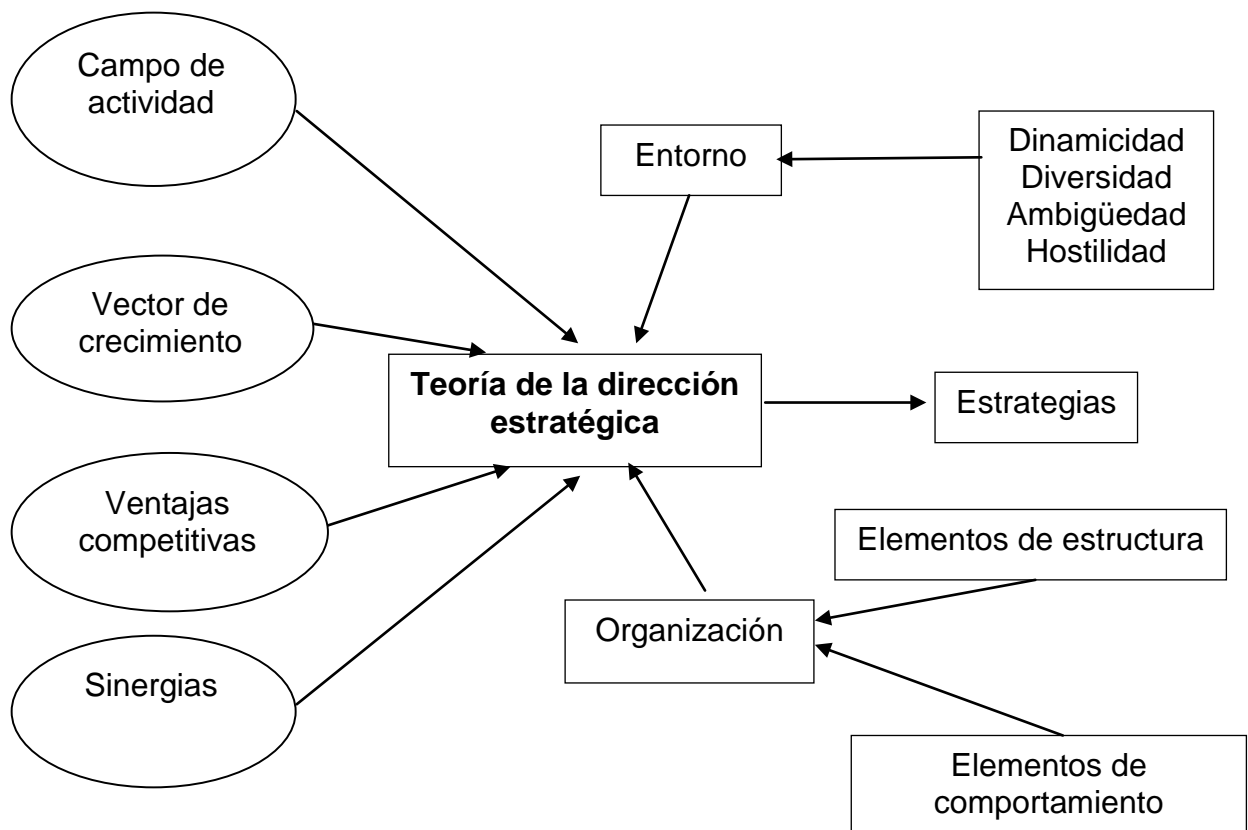 Campo de
actividad
Entorno
Dinamicidad
Diversidad
Ambigüedad
Hostilidad
Vector de
crecimiento
Teoría de la dirección
estratégica
Estrategias
Ventajas
competitivas
Elementos de estructura
Organización
Sinergias
Elementos de
comportamiento